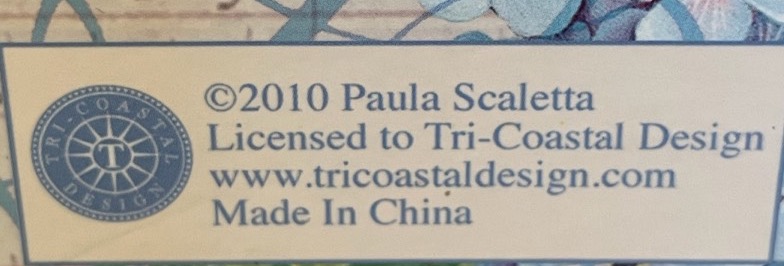 TRI-COASTAL
T
DESIGN
©2010 Paula Scaletta
Licensed to Tri-Coastal Design
www.tricoastaldesign.com
Made In China